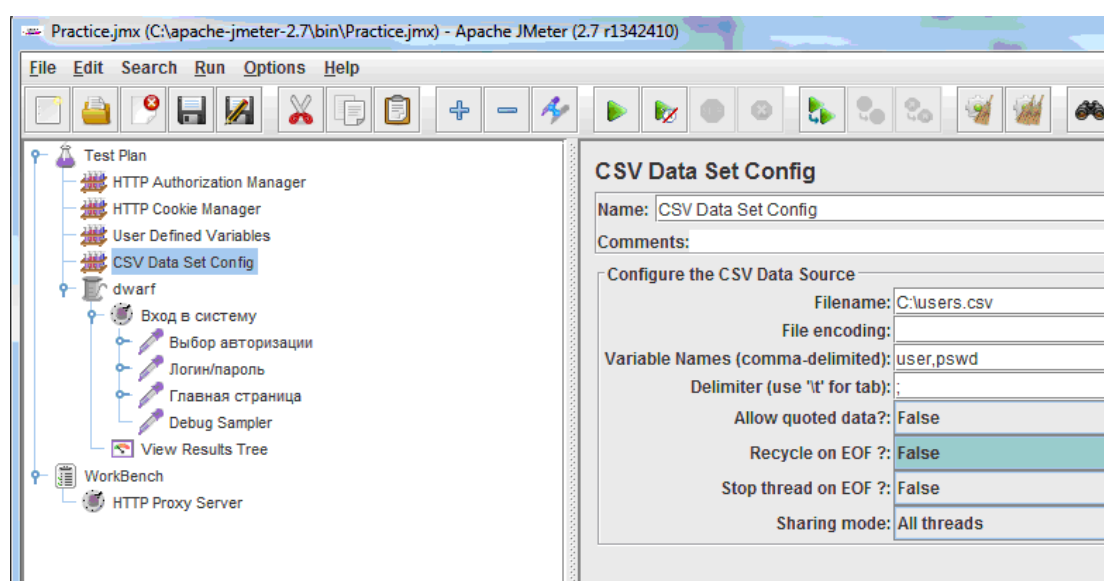 Practice.jmx (C:\apache-jmeter-2.7\bin\Practice.jmx) - Apache JMeter (2.7 r1342410)
File Edit Search Run Options Help
Test Plan
HTTP Authorization Manager
HTTP Cookie Manager
User Defined Variables
CSV Data Set Config
dwarf
Вход в систему
Выбор авторизации
Логин/пароль
Главная страница
Debug Sampler
View Results Tree
WorkBench
HTTP Proxy Server
CSV Data Set Config
Name: CSV Data Set Config
Comments:
Configure the CSV Data Source
Filename: C:\users.csv
File encoding:
Variable Names (comma-delimited): user,pswd
Delimiter (use '\t' for tab): ;
Allow quoted data?: False
Recycle on EOF ?: False
Stop thread on EOF ?: False
Sharing mode: All threads